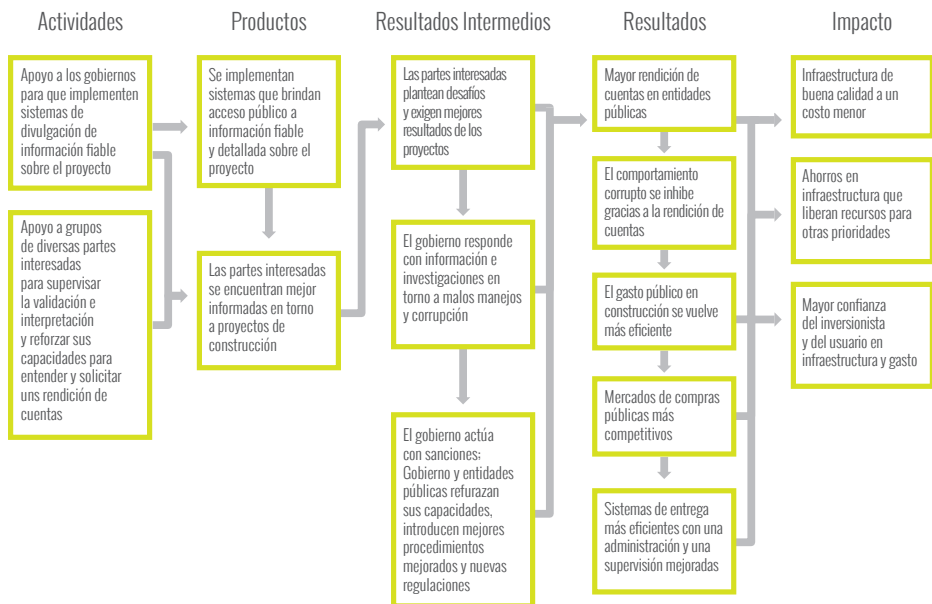 Actividades
Apoyo a los gobiernos
para que implementen
sistemas de
divulgación de
información fiable
sobre el proyecto
Apoyo a grupos
de diversas partes
interesadas
para supervisar
la validación e
interpretación
y reforzar sus
capacidades para
entender y solicitar
uns rendición de
cuentas
Productos
Se implementan
sistemas que brindan
acceso público a
información fiable
y detallada sobre el
proyecto
Las partes interesadas
se encuentran mejor
informadas en torno
a proyectos de
construcción
Resultados Intermedios
Las partes interesadas
plantean desafíos
y exigen mejores
resultados de los
proyectos
El gobierno responde
con información e
investigaciones en
torno a malos manejos
y corrupción
El gobierno actúa
con sanciones;
Gobierno y entidades
públicas refurazan
sus capacidades,
introducen mejores
procedimientos
mejorados y nuevas
regulaciones
Resultados
Mayor rendición de
cuentas en entidades
públicas
El comportamiento
corrupto se inhibe
gracias a la rendición de
cuentas
El gasto público en
construcción se vuelve
más eficiente
Mercados de compras
públicas más
competitivos
Sistemas de entrega
más eficientes con una
administración y una
supervisión mejoradas
Impacto
Infraestructura de
buena calidad a un
costo menor
Ahorros en
infraestructura que
liberan recursos para
otras prioridades
Mayor confianza
del inversionista
y del usuario en
infraestructura y gasto